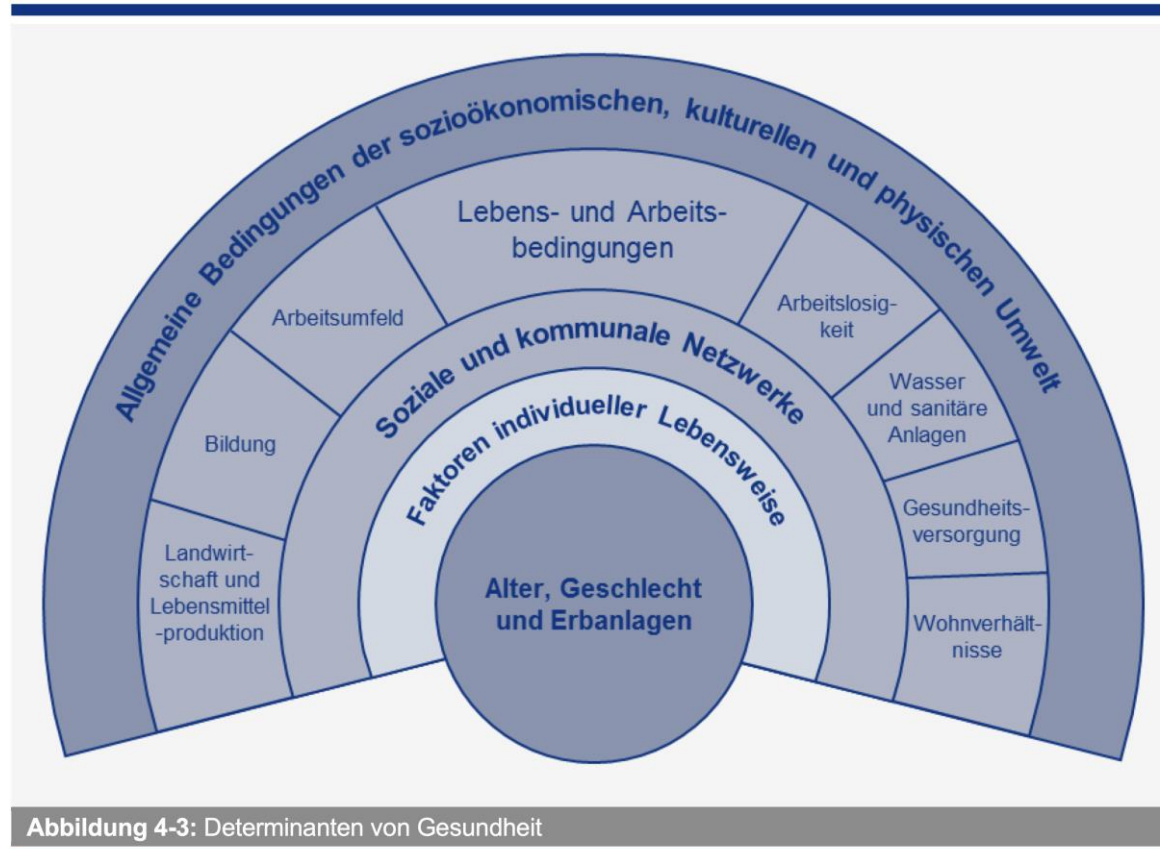 Allgemeine Bedingungen der sozioökonomischen, kulturellen und physischen Umwelt
Lebens- und Arbeits-
bedingungen
Arbeitsumfeld
Bildung
Landwirt-
schaft und
Lebensmittel
-produktion
Arbeitslosig-
keit
Wasser
und sanitäre
Anlagen
Gesundheits-
versorgung
Wohnverhält-
nisse
Soziale und kommunale Netzwerke
Faktoren individueller Lebensweise
Alter, Geschlecht
und Erbanlagen
Abbildung 4-3: Determinanten von Gesundheit